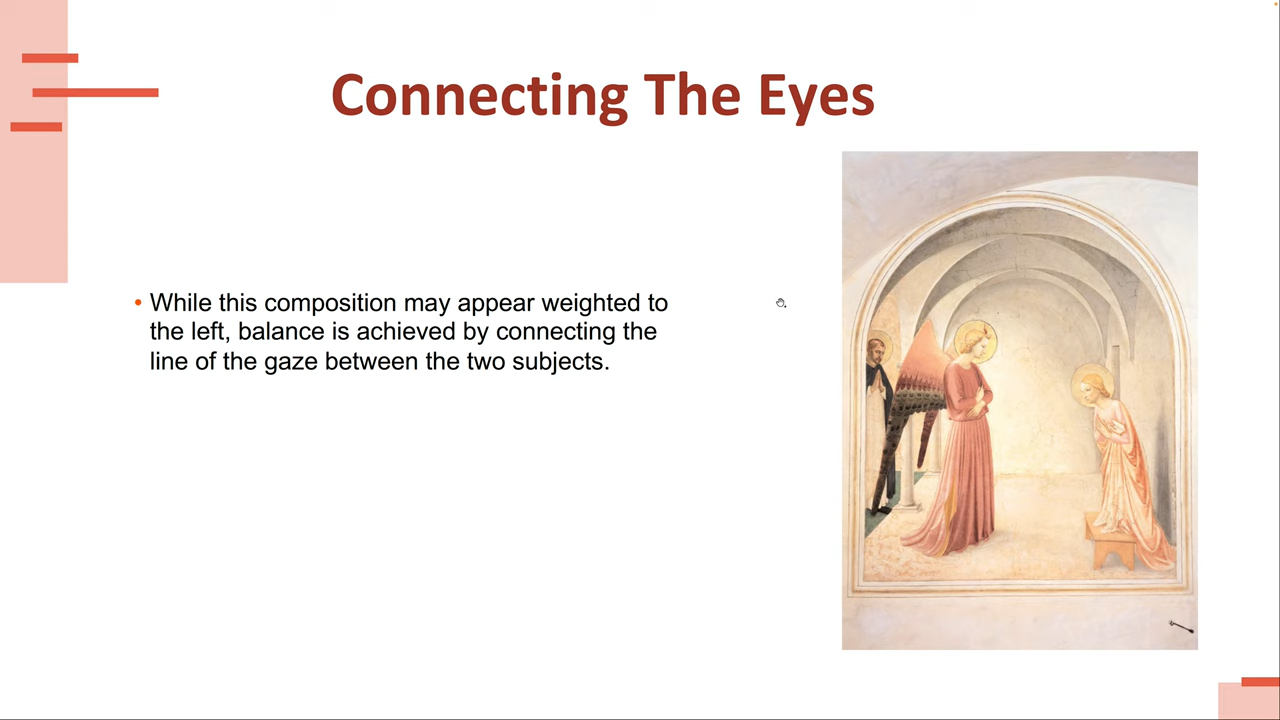 Connecting The Eyes
• While this composition may appear weighted to
the left, balance is achieved by connecting the
line of the gaze between the two subjects.